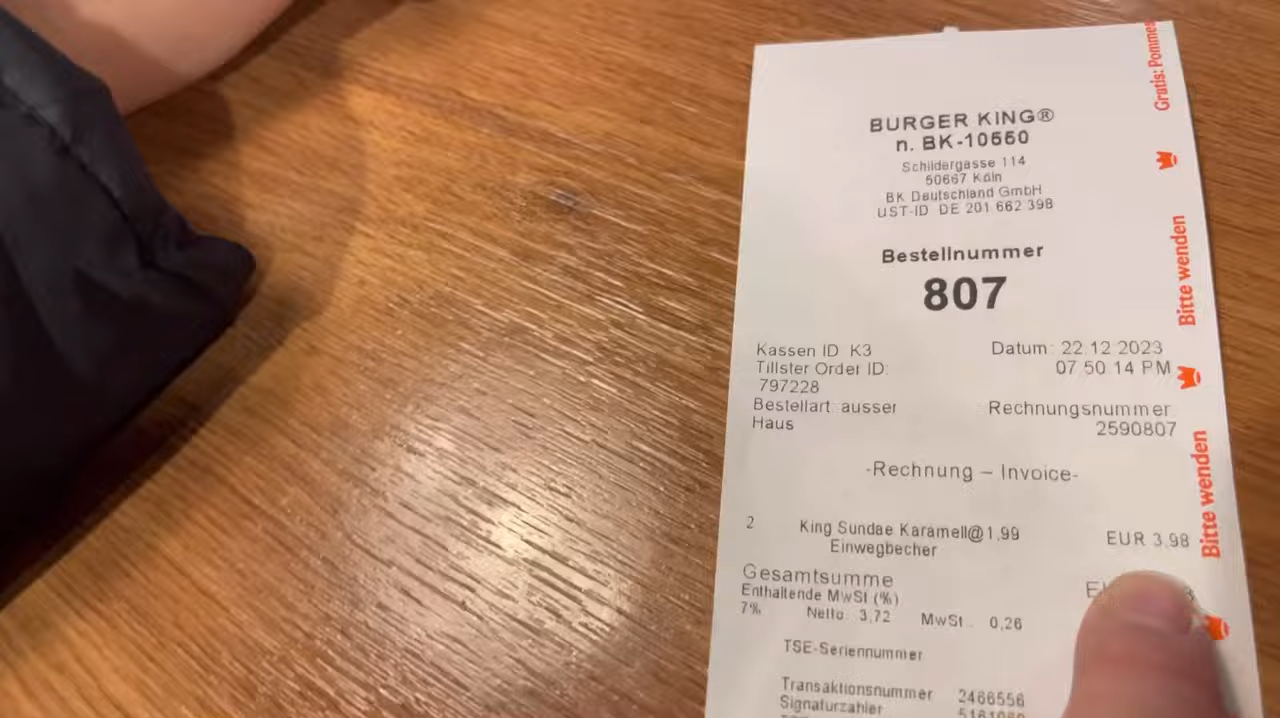 BURGER KING®
n. BK-10550
Schildergasse 114
50667 Köln
BK Deutschland GmbH
UST-ID DE 201 662 398
Bestellnummer
807
Kassen ID K3
Datum: 22.12.2023
Tillster Order ID:
07:50:14 PM
797228
Bestellart: ausser
Haus
Rechnungsnummer
2590807
-Rechnung – Invoice-
2 King Sundae Karamell@1,99 EUR 3,98
Einwegbecher
Gesamtsumme
Enthaltende MwSt (%)
7% Netto: 3,72 MwSt.: 0,26
TSE-Seriennummer
Transaktionsnummer 2466556
Signaturzähler
Gratis: Pommes
Bitte wenden
Bitte wenden